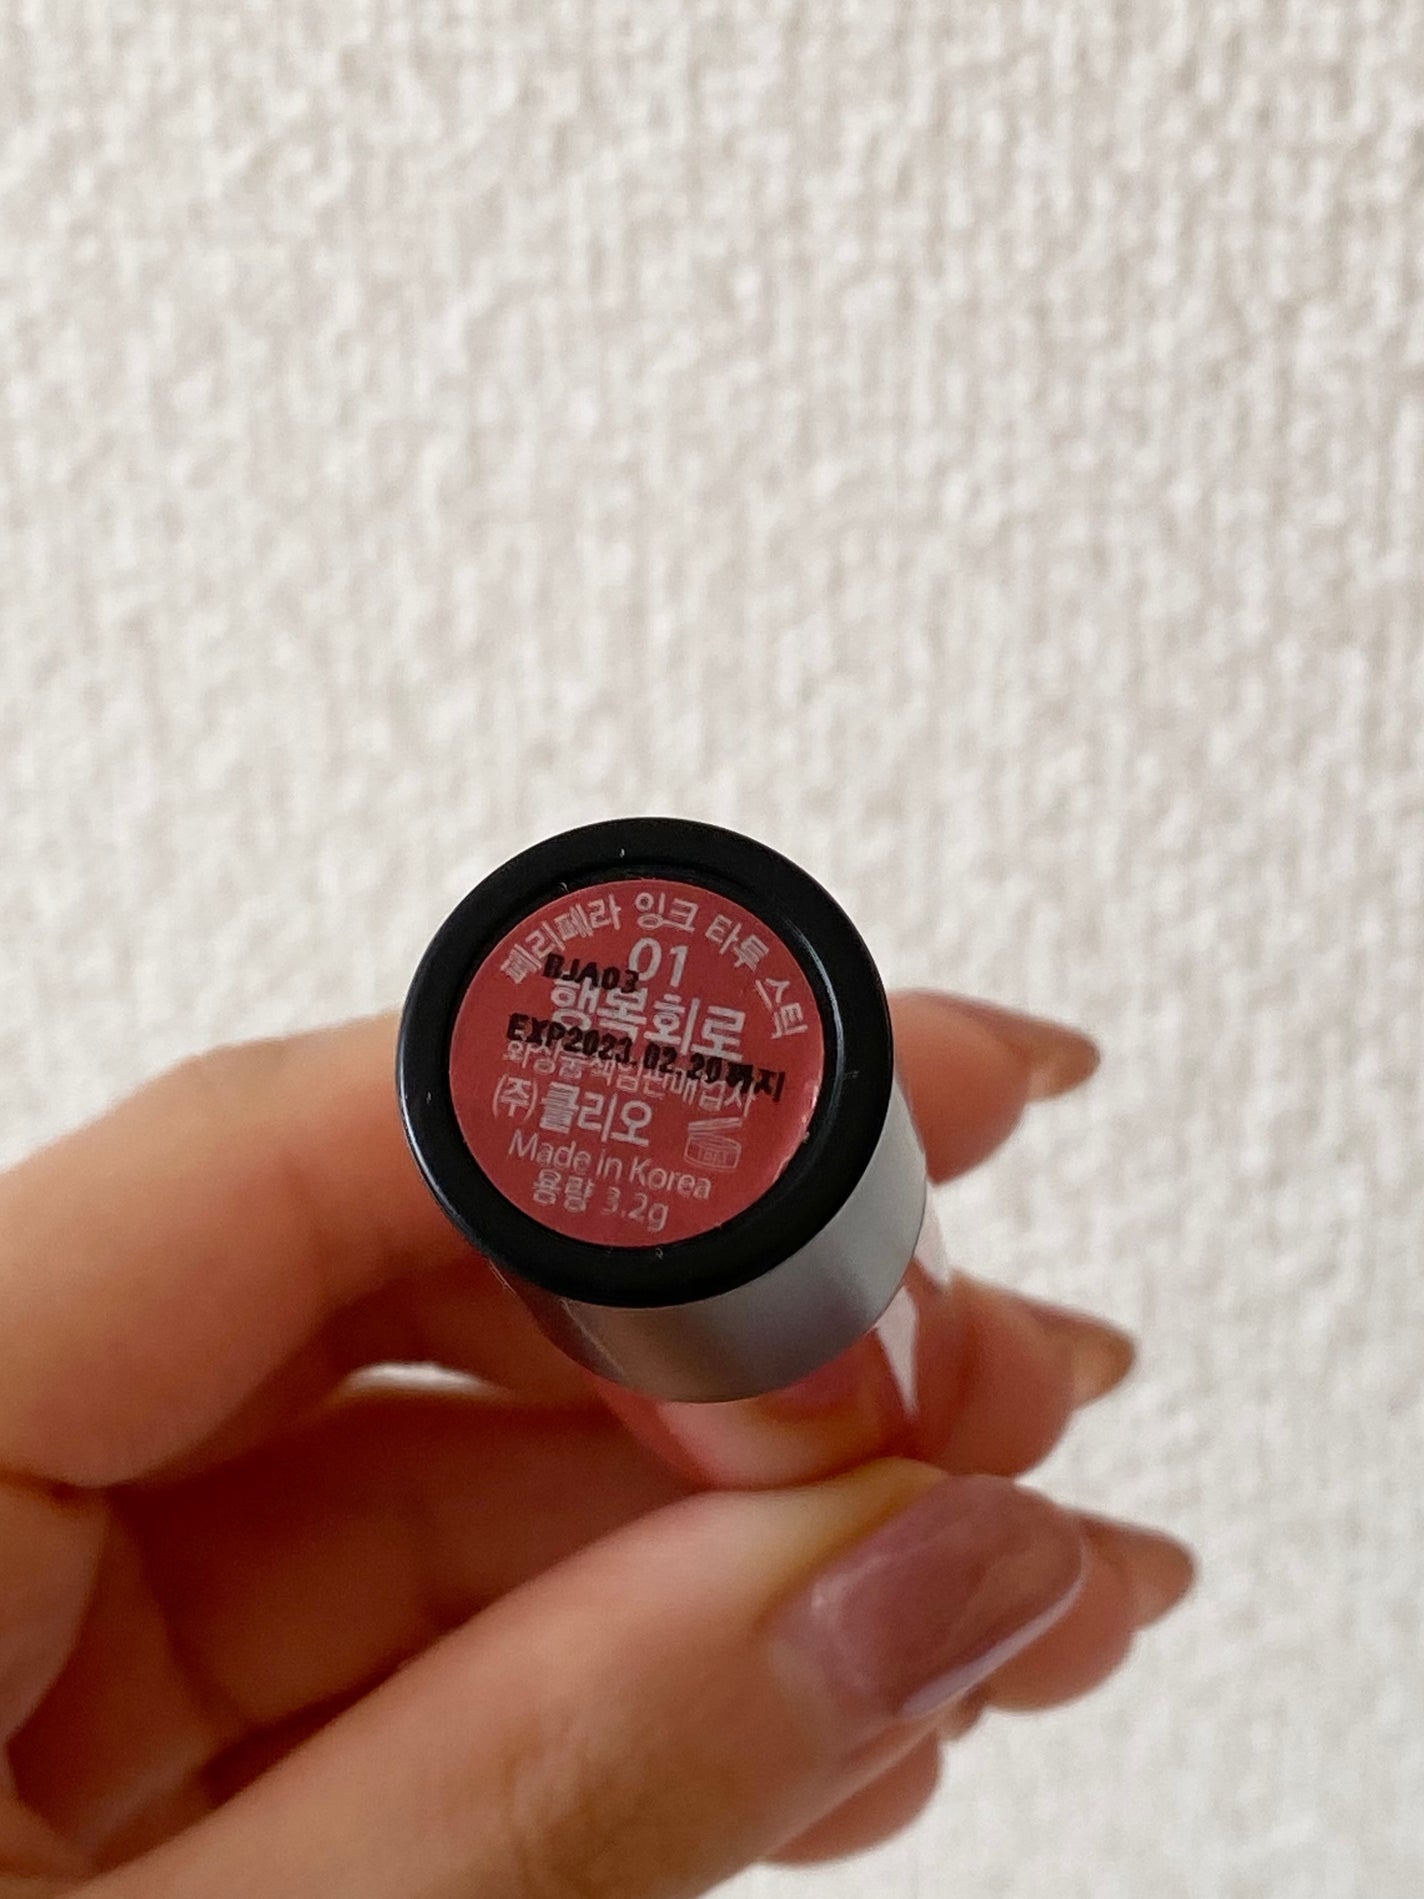 페리페라 잉크 타투 스틱
01
RJA03
행복회로
EXP2023.02.20까지
화장품책임판매업자
(주)클리오
Made in Korea
용량 3.2g